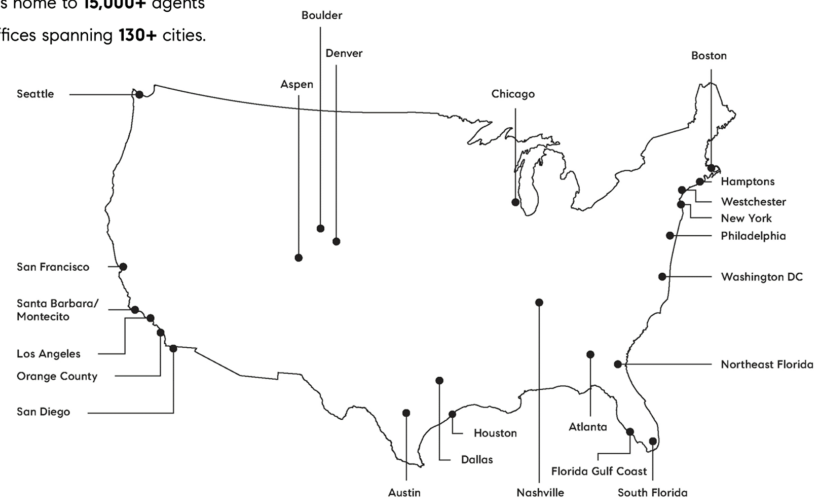 s home to 15,000+ agents
ffices spanning 130+ cities.
Boulder
Denver
Aspen
Boston
Chicago
Seattle
Hamptons
Westchester
New York
Philadelphia
San Francisco
Washington DC
Santa Barbara/
Montecito
Los Angeles
Orange County
Northeast Florida
San Diego
Atlanta
Houston
Dallas
Florida Gulf Coast
Austin
Nashville
South Florida